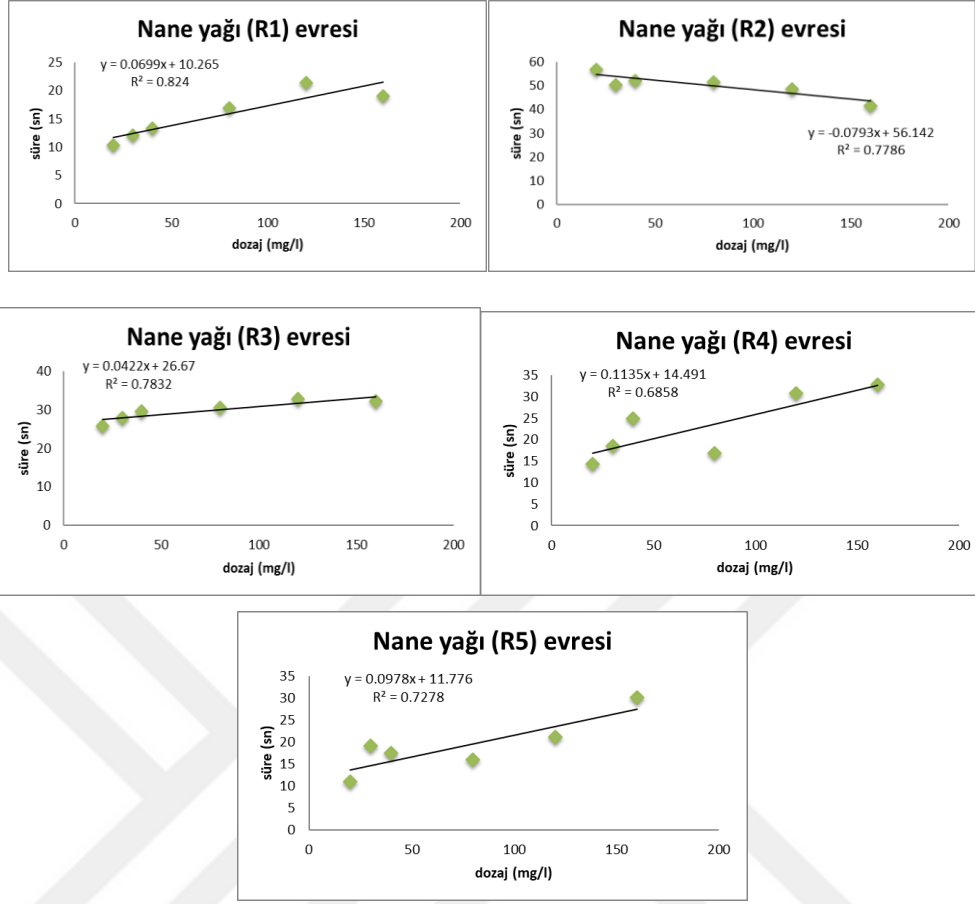 Nane yağı (R1) evresi
y = 0.0699x + 10.265
R² = 0.824
25
20
15
10
5
0
0 50 100 150 200
süre (sn)
dozaj (mg/l)
Nane yağı (R2) evresi
60
50
40
30
20
10
0
y = -0.0793x + 56.142
R² = 0.7786
0 50 100 150 200
süre (sn)
dozaj (mg/l)
Nane yağı (R3) evresi
y = 0.0422x + 26.67
R² = 0.7832
40
30
20
10
0
0 50 100 150 200
süre (sn)
dozaj (mg/l)
Nane yağı (R4) evresi
y = 0.1135x + 14.491
R² = 0.6858
35
30
25
20
15
10
5
0
0 50 100 150 200
süre (sn)
dozaj (mg/l)
Nane yağı (R5) evresi
y = 0.0978x + 11.776
R² = 0.7278
35
30
25
20
15
10
5
0
0 50 100 150 200
süre (sn)
dozaj (mg/l)